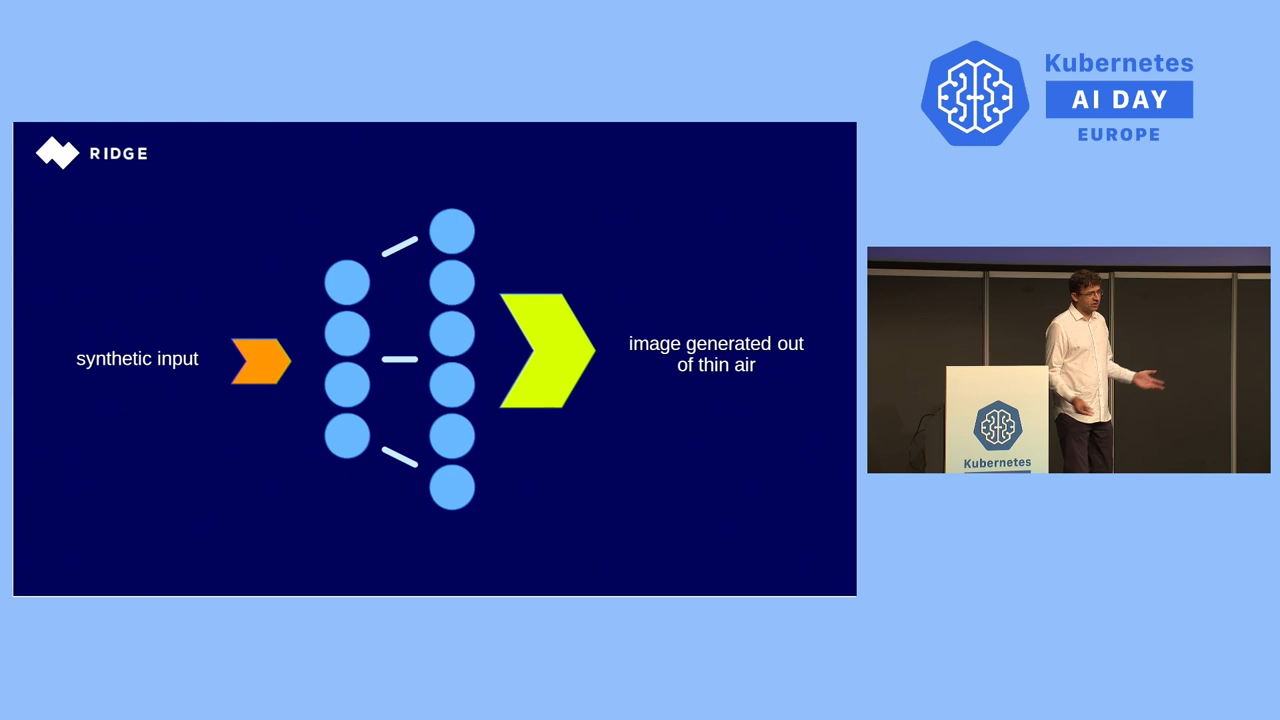 Kubernetes
AI DAY
EUROPE
RIDGE
synthetic input
image generated out
of thin air
Kubernetes